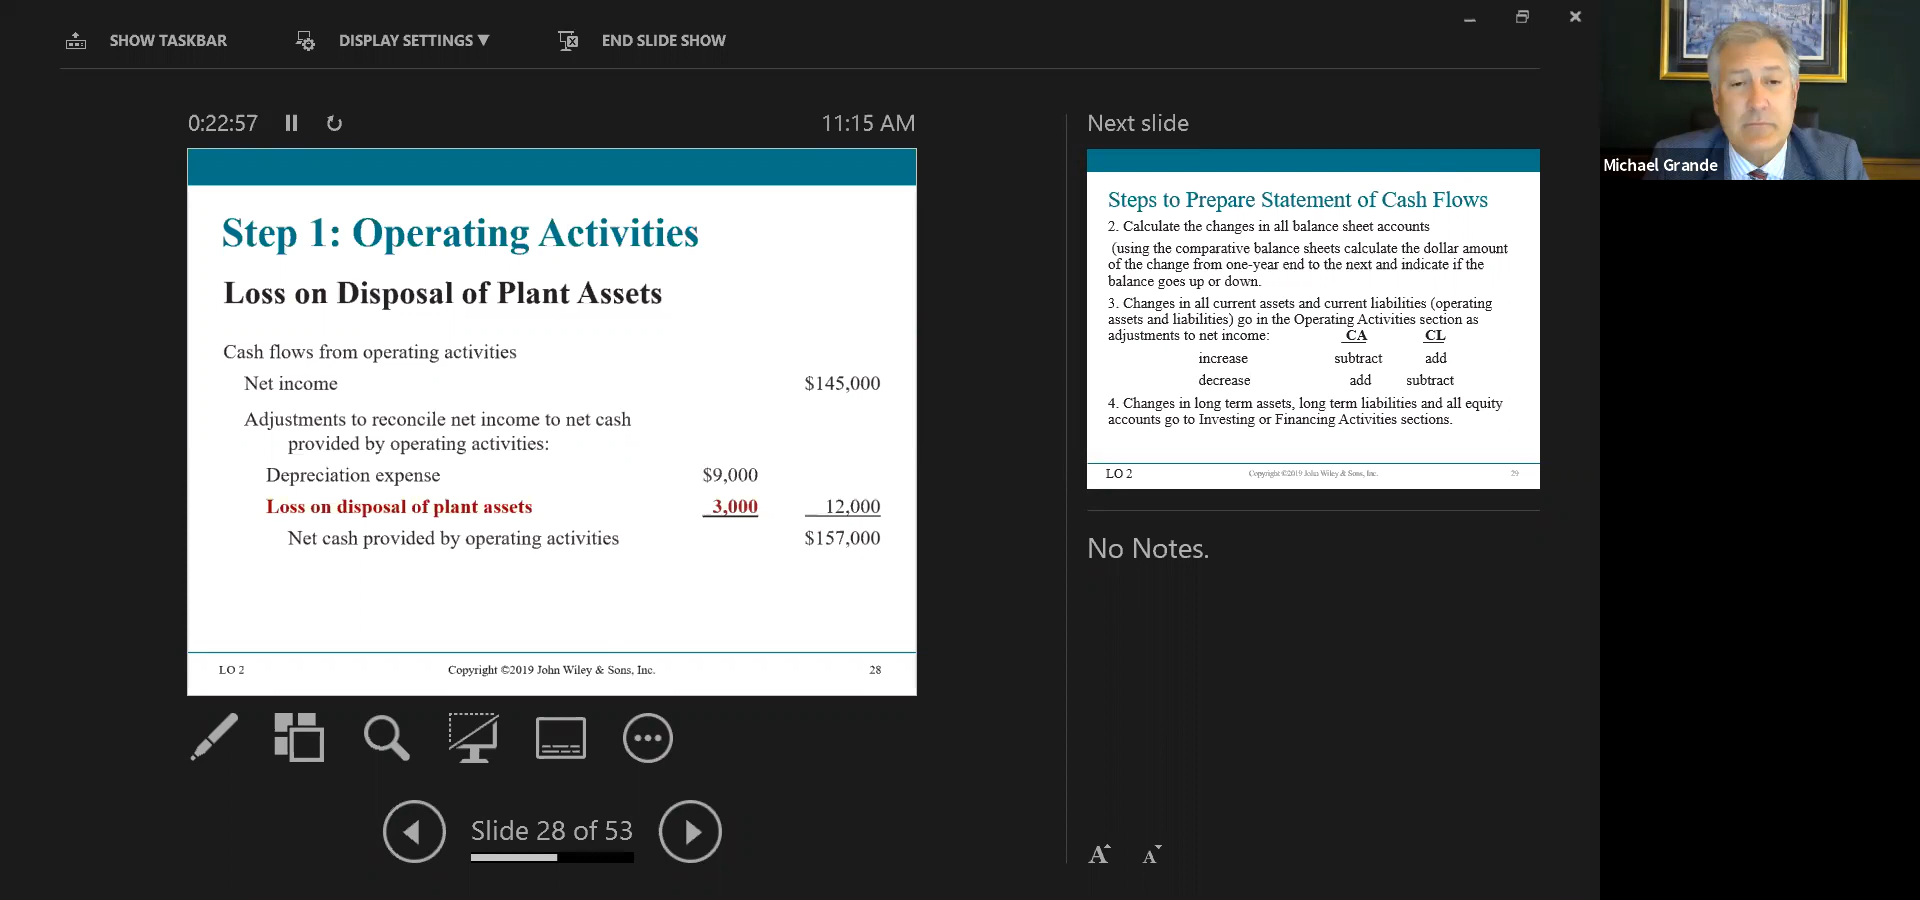 SHOW TASKBAR
DISPLAY SETTINGS ▼
END SLIDE SHOW
0:22:57
11:15 AM
Step 1: Operating Activities
Loss on Disposal of Plant Assets
Cash flows from operating activities
Net income $145,000
Adjustments to reconcile net income to net cash
provided by operating activities:
Depreciation expense $9,000
Loss on disposal of plant assets 3,000 12,000
Net cash provided by operating activities $157,000
LO 2 Copyright ©2019 John Wiley & Sons, Inc. 28
Slide 28 of 53
Next slide
Steps to Prepare Statement of Cash Flows
2. Calculate the changes in all balance sheet accounts
(using the comparative balance sheets calculate the dollar amount
of the change from one-year end to the next and indicate if the
balance goes up or down.
3. Changes in all current assets and current liabilities (operating
assets and liabilities) go in the Operating Activities section as
adjustments to net income: CA CL
increase subtract add
decrease add subtract
4. Changes in long term assets, long term liabilities and all equity
accounts go to Investing or Financing Activities sections.
LO 2 Copyright ©2019 John Wiley & Sons, Inc. 29
No Notes.
A A
Michael Grande